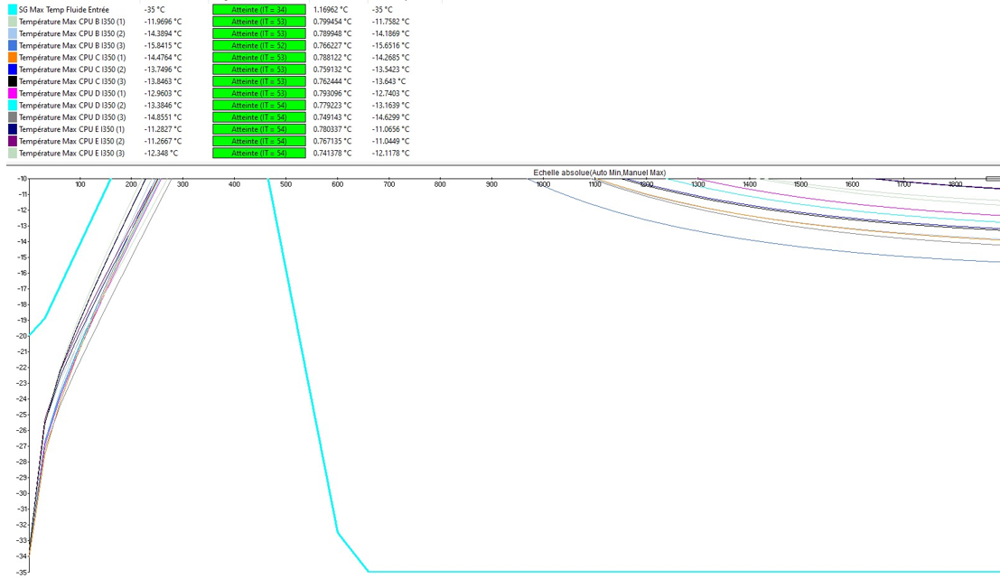 SG Max Temp Fluide Entrée -35 °C Atteinte (IT = 34) 1.16962 -35 °C
Température Max CPU B I350 (1) -11.9696 °C Atteinte (IT = 53) 0.799454 -11.7582 °C
Température Max CPU B I350 (2) -14.3894 °C Atteinte (IT = 53) 0.789948 -14.1869 °C
Température Max CPU B I350 (3) -15.8415 °C Atteinte (IT = 52) 0.766227 -15.6516 °C
Température Max CPU C I350 (1) -14.4764 °C Atteinte (IT = 53) 0.788122 -14.2685 °C
Température Max CPU C I350 (2) -13.7496 °C Atteinte (IT = 53) 0.759132 -13.5423 °C
Température Max CPU C I350 (3) -13.8463 °C Atteinte (IT = 53) 0.762444 -13.643 °C
Température Max CPU D I350 (1) -12.9603 °C Atteinte (IT = 53) 0.793096 -12.7403 °C
Température Max CPU D I350 (2) -13.3846 °C Atteinte (IT = 54) 0.779223 -13.1639 °C
Température Max CPU D I350 (3) -14.8551 °C Atteinte (IT = 54) 0.749143 -14.6299 °C
Température Max CPU E I350 (1) -11.2827 °C Atteinte (IT = 54) 0.780337 -11.0656 °C
Température Max CPU E I350 (2) -11.2667 °C Atteinte (IT = 54) 0.767135 -11.0449 °C
Température Max CPU E I350 (3) -12.348 °C Atteinte (IT = 54) 0.741378 -12.1178 °C
Echelle absolue(Auto Min,Manuel Max)
-10 100 200 300 400 500 600 700 800 900 1000 1100 1200 1300 1400 1500 1600 1700 1800
-11
-12
-13
-14
-15
-16
-17
-18
-19
-20
-21
-22
-23
-24
-25
-26
-27
-28
-29
-30
-31
-32
-33
-34
-35